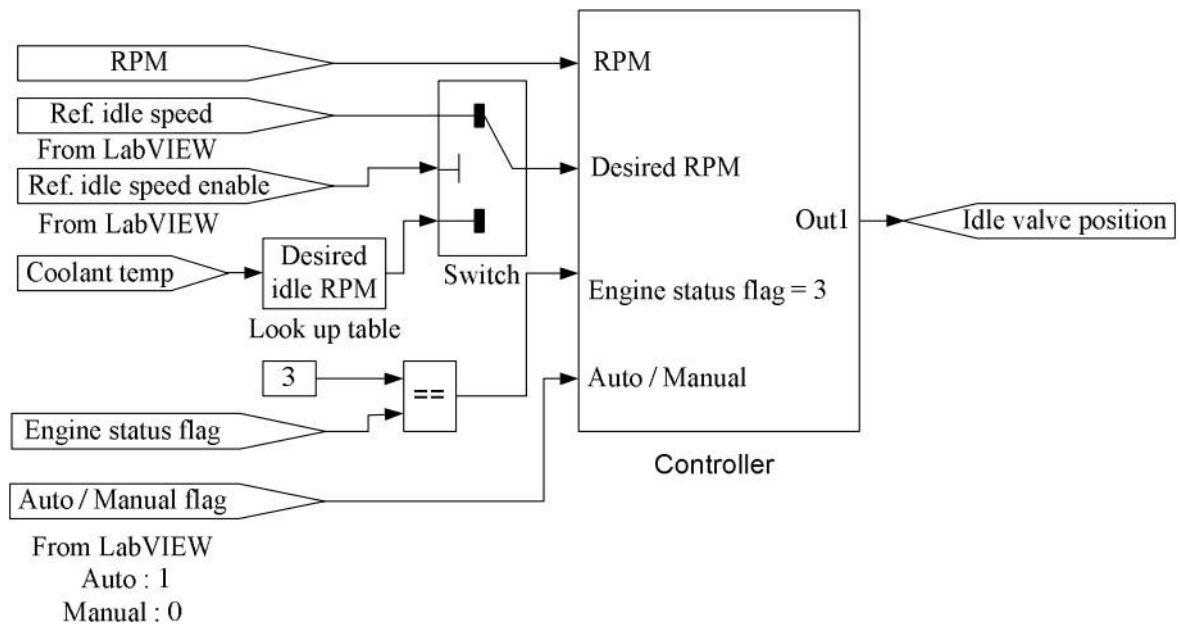 RPM
Ref. idle speed
From LabVIEW
Ref. idle speed enable
From LabVIEW
Coolant temp
Desired
idle RPM
Look up table
Switch
3
==
Engine status flag
Auto / Manual flag
From LabVIEW
Auto : 1
Manual : 0
RPM
Desired RPM
Engine status flag = 3
Auto / Manual
Out1
Controller
Idle valve position